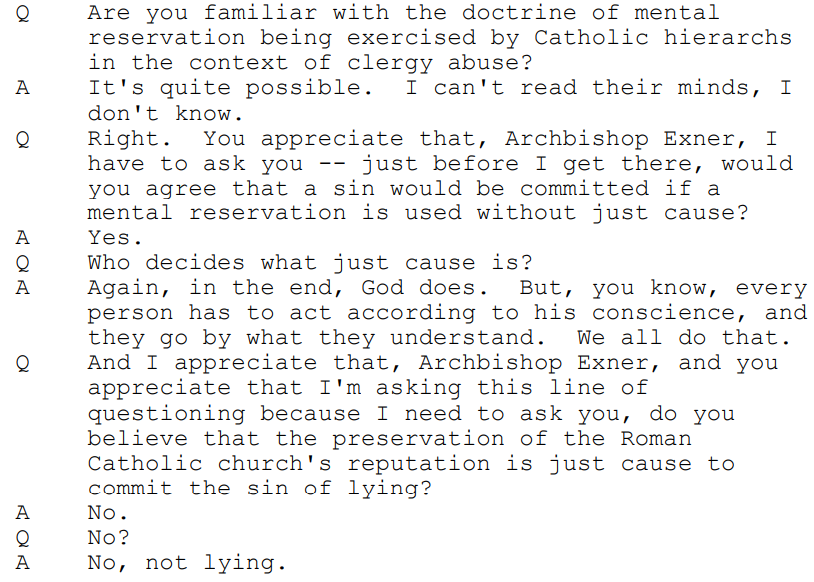 Q Are you familiar with the doctrine of mental
reservation being exercised by Catholic hierarchs
in the context of clergy abuse?
A It's quite possible.  I can't read their minds, I
don't know.
Q Right.  You appreciate that, Archbishop Exner, I
have to ask you -- just before I get there, would
you agree that a sin would be committed if a
mental reservation is used without just cause?
A Yes.
Q Who decides what just cause is?
A Again, in the end, God does.  But, you know, every
person has to act according to his conscience, and
they go by what they understand.  We all do that.
Q And I appreciate that, Archbishop Exner, and you
appreciate that I'm asking this line of
questioning because I need to ask you, do you
believe that the preservation of the Roman
Catholic church's reputation is just cause to
commit the sin of lying?
A No.
Q No?
A No, not lying.